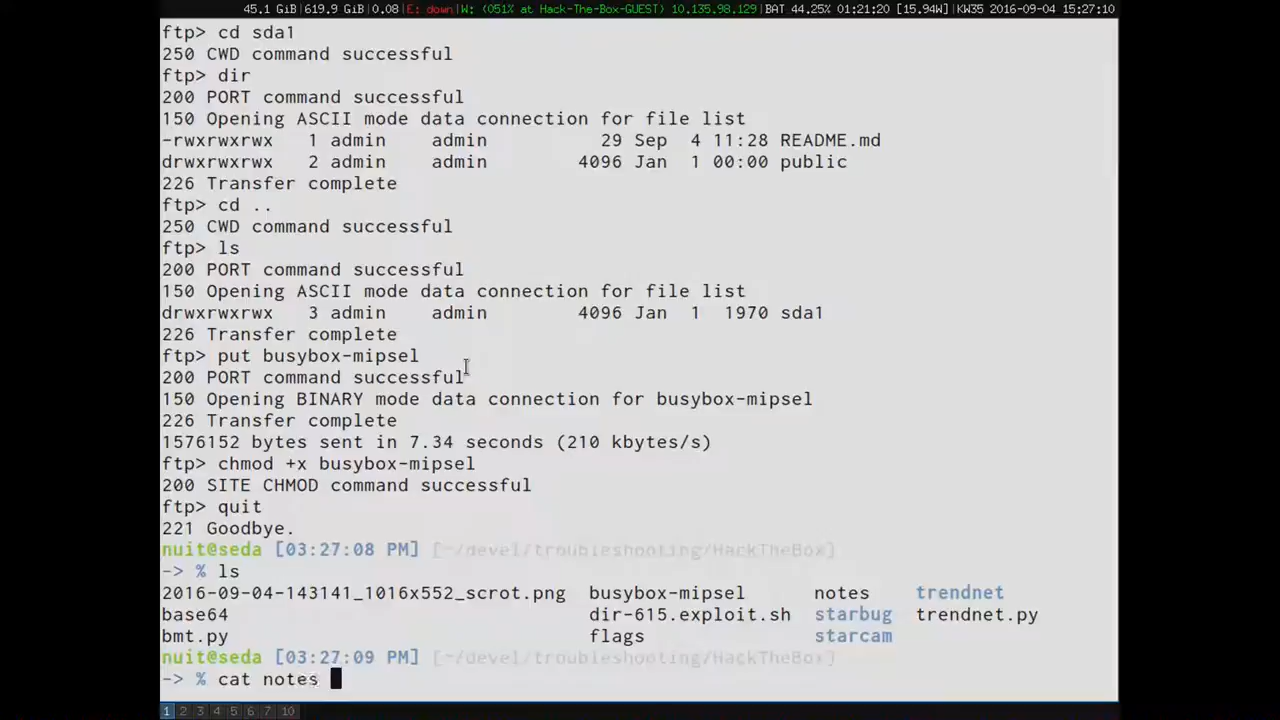 45.1 GiB|619.9 GiB|0.08|E: down|W: (051% at Hack-The-Box-GUEST) 10.135.98.129|BAT 44.25% 01:21:20 [15.94W]|KW35 2016-09-04 15:27:10
ftp> cd sda1
250 CWD command successful
ftp> dir
200 PORT command successful
150 Opening ASCII mode data connection for file list
-rwxrwxrwx   1 admin    admin          29 Sep  4 11:28 README.md
drwxrwxrwx   2 admin    admin        4096 Jan  1 00:00 public
226 Transfer complete
ftp> cd ..
250 CWD command successful
ftp> ls
200 PORT command successful
150 Opening ASCII mode data connection for file list
drwxrwxrwx   3 admin    admin        4096 Jan  1  1970 sda1
226 Transfer complete
ftp> put busybox-mipsel
200 PORT command successful
150 Opening BINARY mode data connection for busybox-mipsel
226 Transfer complete
1576152 bytes sent in 7.34 seconds (210 kbytes/s)
ftp> chmod +x busybox-mipsel
200 SITE CHMOD command successful
ftp> quit
221 Goodbye.
nuit@seda [03:27:08 PM] [~/devel/troubleshooting/HackTheBox]
-> % ls
2016-09-04-143141_1016x552_scrot.png  busybox-mipsel      notes    trendnet
base64                                dir-615.exploit.sh  starbug  trendnet.py
bmt.py                                flags               starcam
nuit@seda [03:27:09 PM] [~/devel/troubleshooting/HackTheBox]
-> % cat notes
1 2 3 4 5 6 7 10